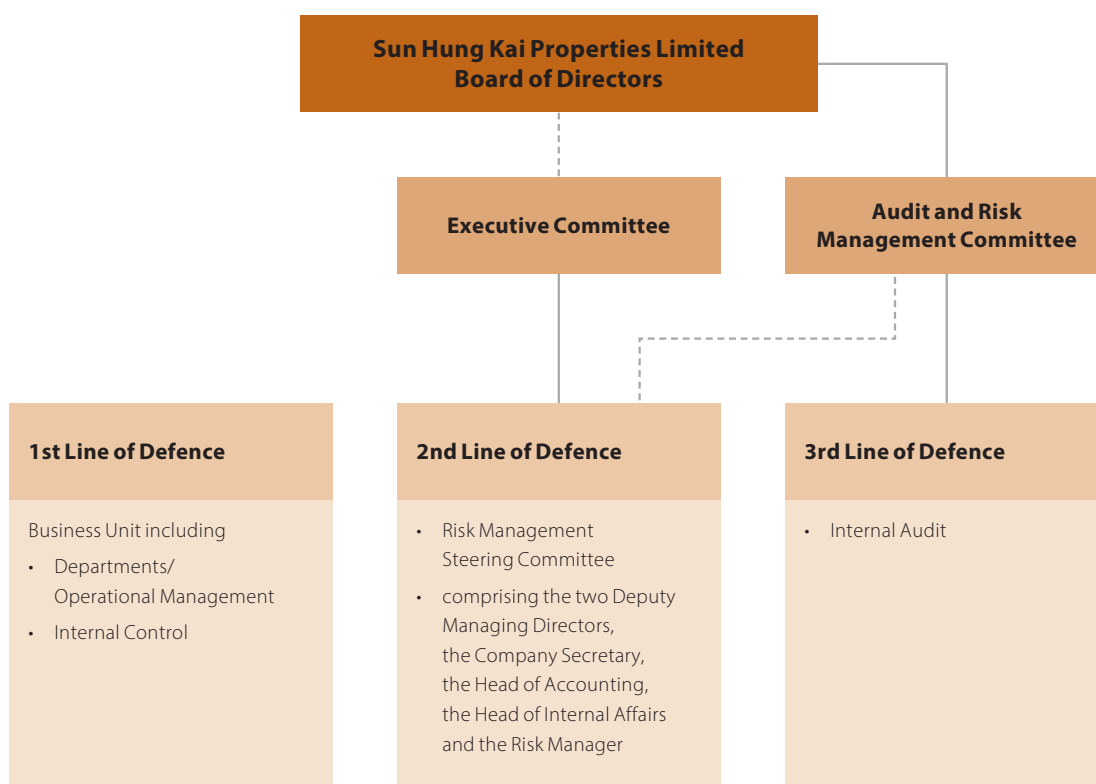 Sun Hung Kai Properties Limited
Board of Directors
Executive Committee
Audit and Risk
Management Committee
1st Line of Defence
Business Unit including
• Departments/
Operational Management
• Internal Control
2nd Line of Defence
• Risk Management
Steering Committee
• comprising the two Deputy
Managing Directors,
the Company Secretary,
the Head of Accounting,
the Head of Internal Affairs
and the Risk Manager
3rd Line of Defence
• Internal Audit